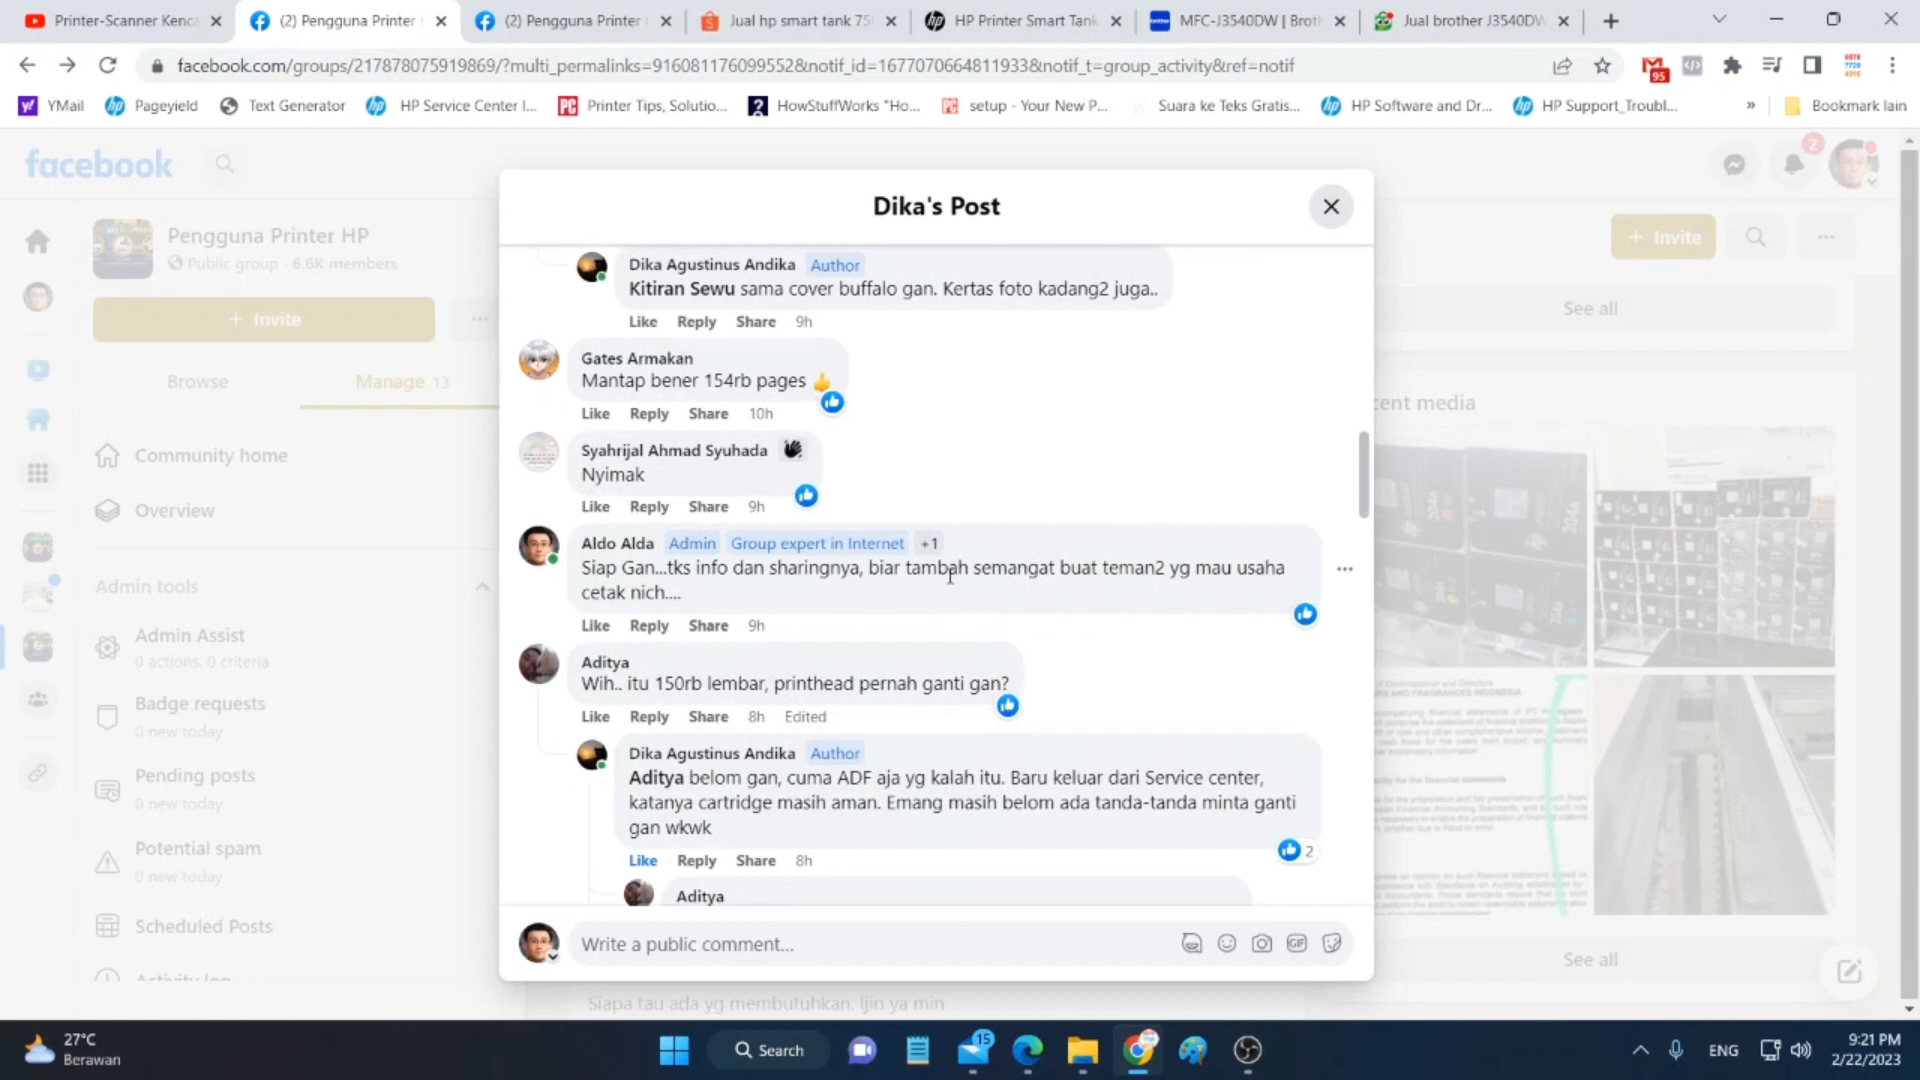 Printer-Scanner Kenca
(2) Pengguna Printer
(2) Pengguna Printer
Jual hp smart tank 75
HP Printer Smart Tank
MFC-J3540DW | Broth
Jual brother J3540DW
facebook.com/groups/217878075919869/?multi_permalinks=916081176099552&notif_id=1677070664811933&notif_t=group_activity&ref=notif
95
YMail
Pageyield
Text Generator
HP Service Center I...
Printer Tips, Solutio...
HowStuffWorks "Ho...
setup - Your New P...
Suara ke Teks Gratis...
HP Software and Dr...
HP Support_Troubl...
»
Bookmark lain
facebook
2
Pengguna Printer HP
Public group · 6.6K members
+ Invite
Browse
Manage 13
Community home
Overview
Admin tools
Admin Assist
0 actions, 0 criteria
Badge requests
0 new today
Pending posts
0 new today
Potential spam
0 new today
Scheduled Posts
Activity log
Dika's Post
Dika Agustinus Andika Author
Kitiran Sewu sama cover buffalo gan. Kertas foto kadang2 juga..
Like Reply Share 9h
Gates Armakan
Mantap bener 154rb pages 👍
Like Reply Share 10h
Syahrijal Ahmad Syuhada
Nyimak
Like Reply Share 9h
Aldo Alda Admin Group expert in Internet +1
Siap Gan...tks info dan sharingnya, biar tambah semangat buat teman2 yg mau usaha
cetak nich....
Like Reply Share 9h
Aditya
Wih.. itu 150rb lembar, printhead pernah ganti gan?
Like Reply Share 8h Edited
Dika Agustinus Andika Author
Aditya belom gan, cuma ADF aja yg kalah itu. Baru keluar dari Service center,
katanya cartridge masih aman. Emang masih belom ada tanda-tanda minta ganti
gan wkwk
2
Like Reply Share 8h
Aditya
Write a public comment...
GIF
Siapa tau ada yg membutuhkan. Ijin ya min
+ Invite
See all
cent media
204A
See all
27°C
Berawan
Search
15
ENG
9:21 PM
2/22/2023